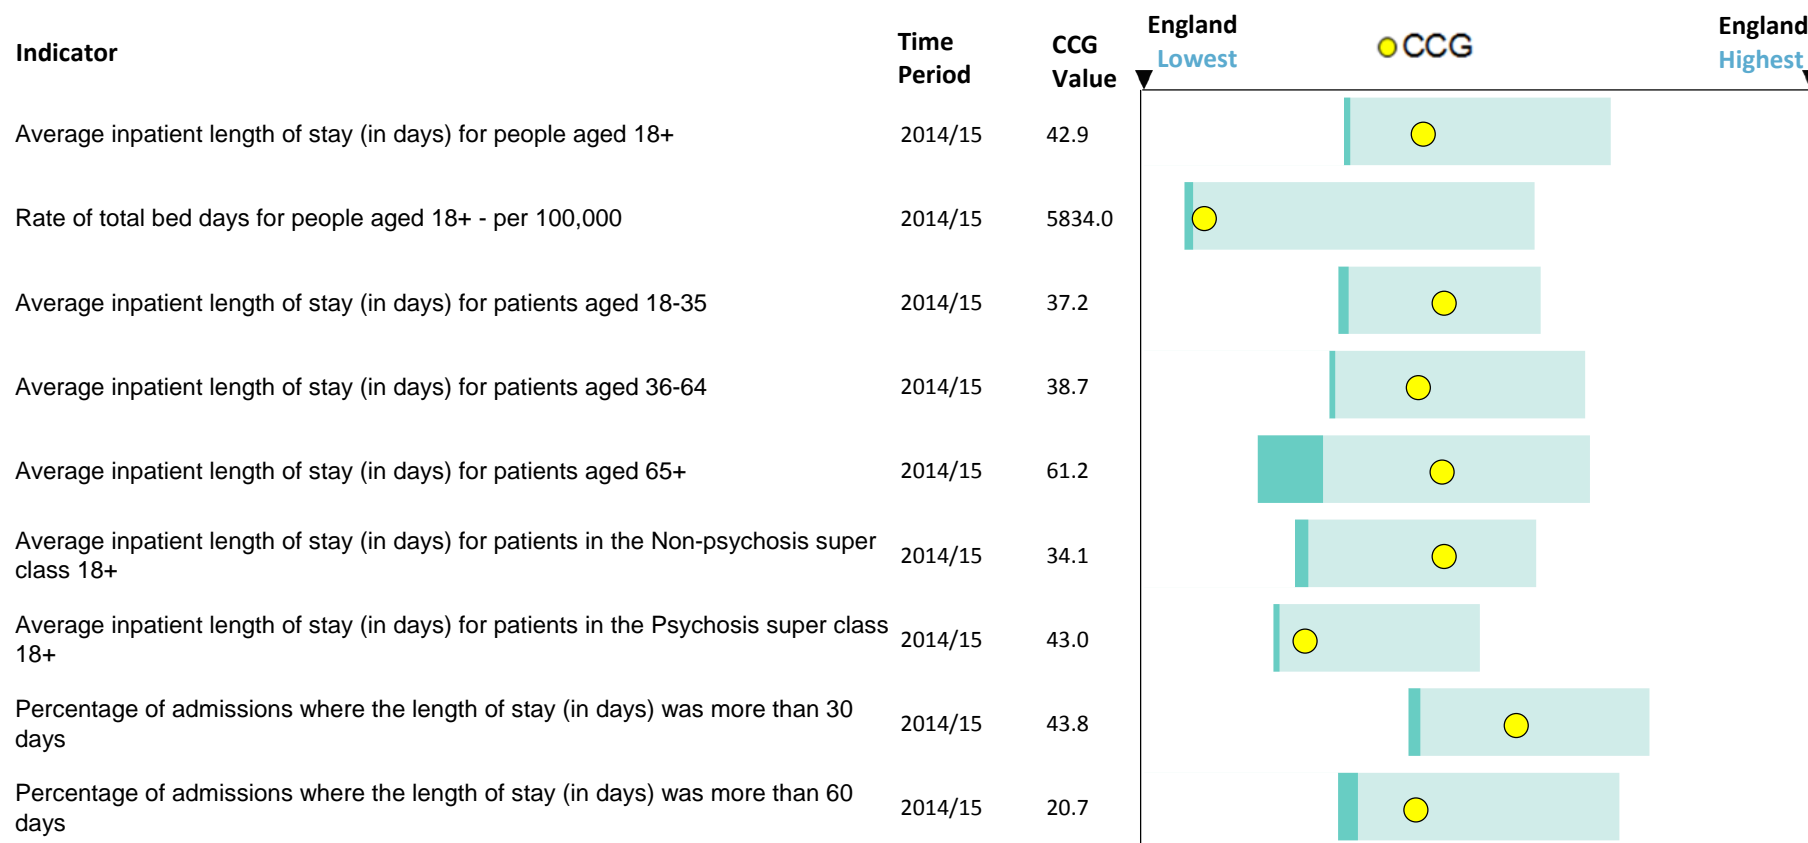 Indicator
Time
Period
CCG
Value
England
Lowest
CCG
England
Highest
Average inpatient length of stay (in days) for people aged 18+ 2014/15 42.9
Rate of total bed days for people aged 18+ - per 100,000 2014/15 5834.0
Average inpatient length of stay (in days) for patients aged 18-35 2014/15 37.2
Average inpatient length of stay (in days) for patients aged 36-64 2014/15 38.7
Average inpatient length of stay (in days) for patients aged 65+ 2014/15 61.2
Average inpatient length of stay (in days) for patients in the Non-psychosis super
class 18+
2014/15 34.1
Average inpatient length of stay (in days) for patients in the Psychosis super class
18+
2014/15 43.0
Percentage of admissions where the length of stay (in days) was more than 30
days
2014/15 43.8
Percentage of admissions where the length of stay (in days) was more than 60
days
2014/15 20.7